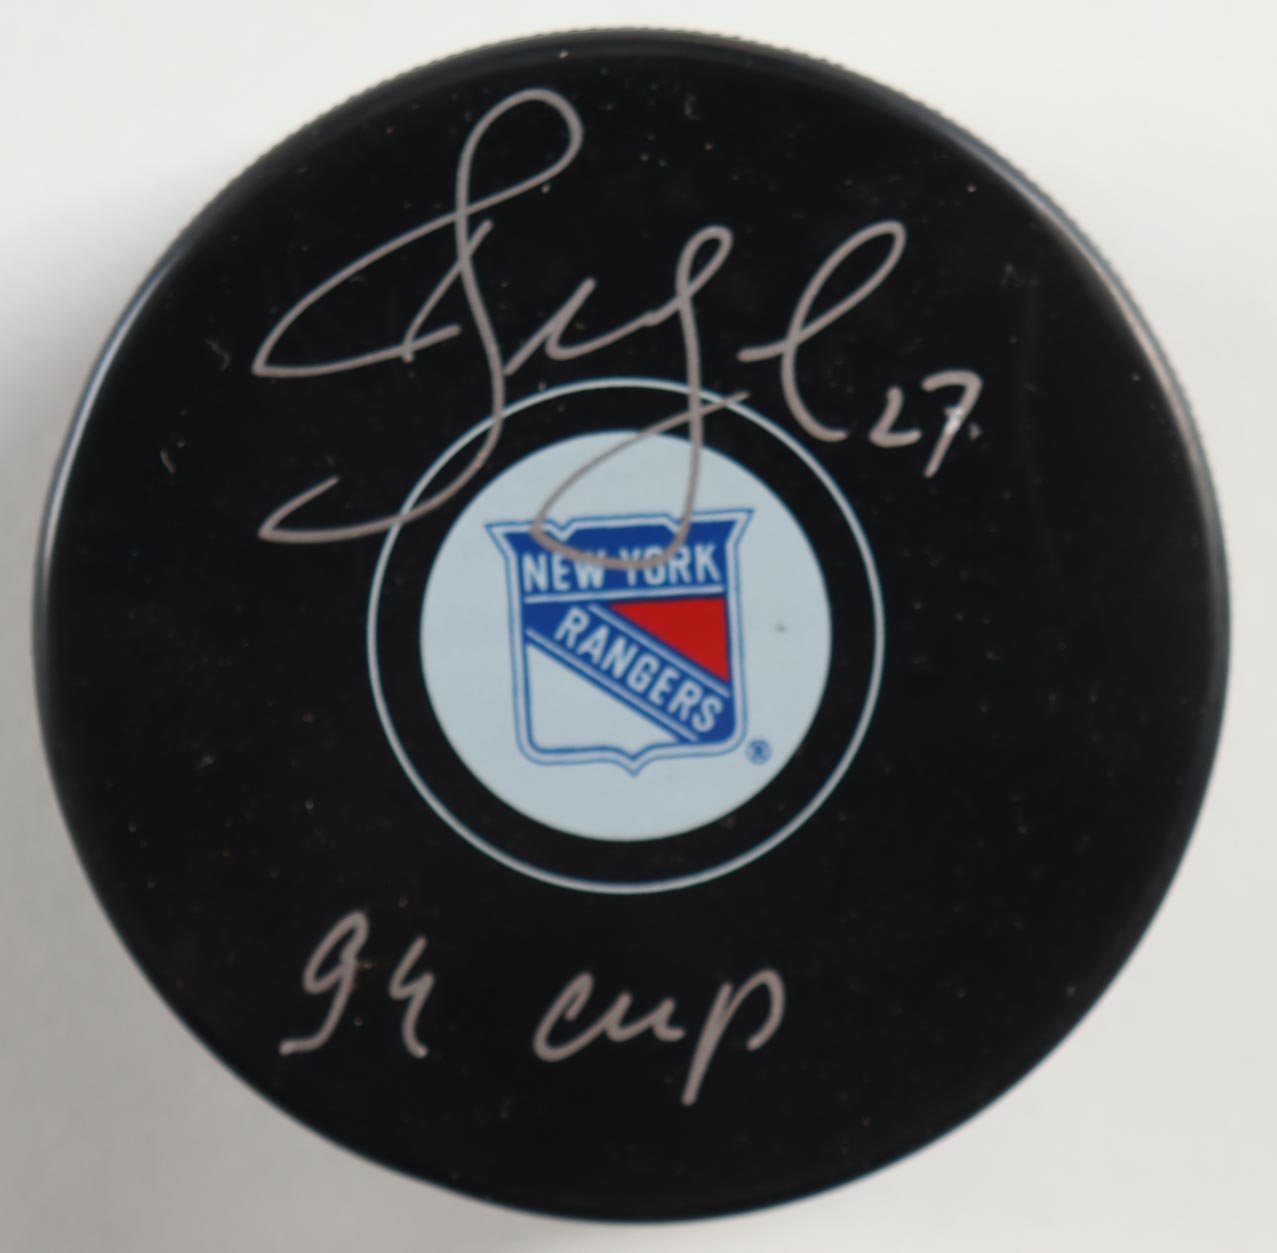 27
NEW YORK
RANGERS
®
94 cup